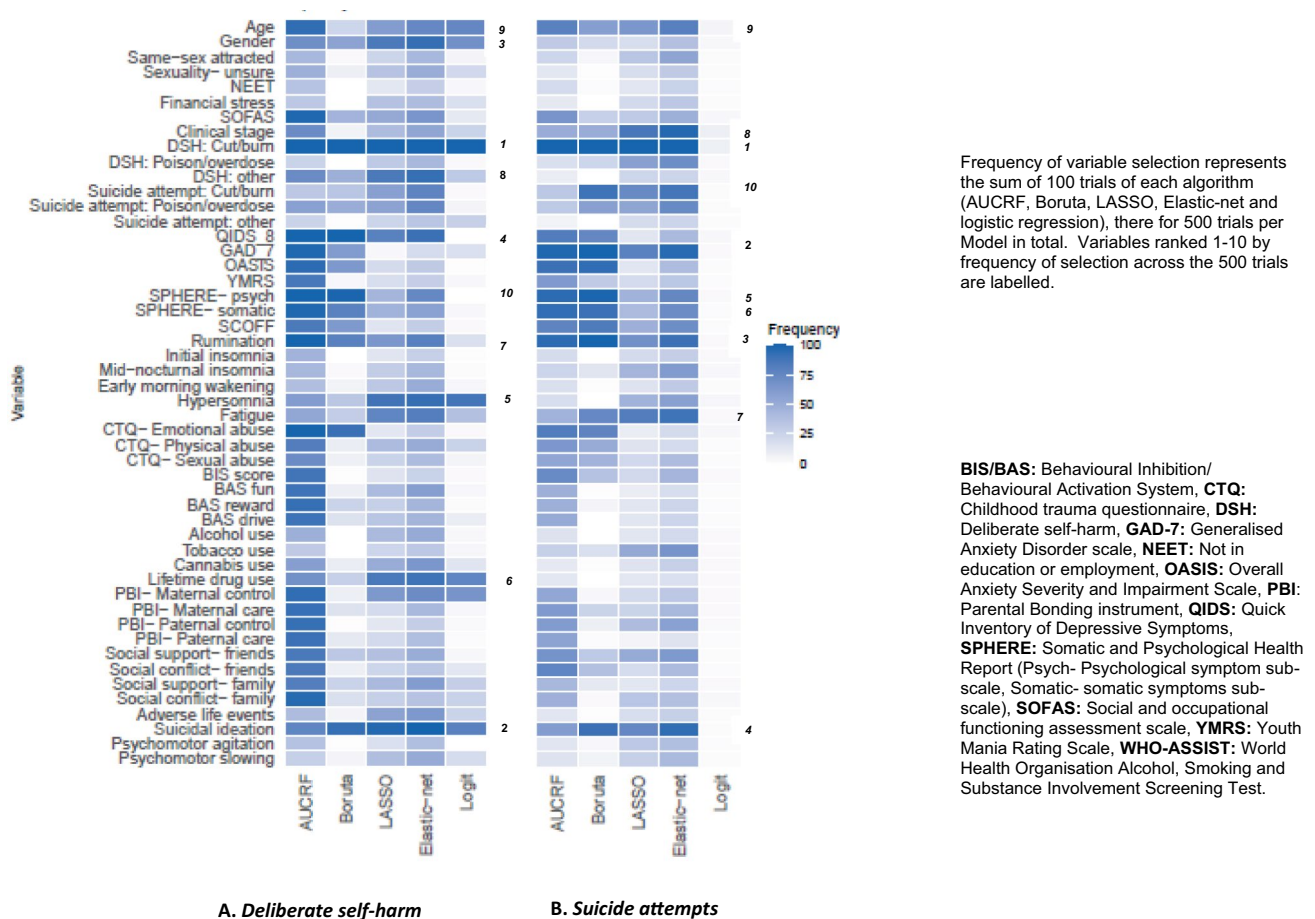 Age 9 9
Gender 3
Same-sex attracted
Sexuality- unsure
NEET
Financial stress
SOFAS
Clinical stage 8
DSH: Cut/burn 1 1
DSH: Poison/overdose
DSH: other 8
Suicide attempt: Cut/burn 10
Suicide attempt: Poison/overdose
Suicide attempt: other
QIDS_8 4
GAD_7 2
OASIS
YMRS
SPHERE- psych 10 5
SPHERE- somatic 6
SCOFF
Rumination 7 3
Initial insomnia
Mid-nocturnal insomnia
Early morning wakening
Hypersomnia 5
Fatigue 7
CTQ- Emotional abuse
CTQ- Physical abuse
CTQ- Sexual abuse
BIS score
BAS fun
BAS reward
BAS drive
Alcohol use
Tobacco use
Cannabis use
Lifetime drug use 6
PBI- Maternal control
PBI- Maternal care
PBI- Paternal control
PBI- Paternal care
Social support- friends
Social conflict- friends
Social support- family
Social conflict- family
Adverse life events
Suicidal ideation 2 4
Psychomotor agitation
Psychomotor slowing
Variable
AUCRF
Boruta
LASSO
Elastic-net
Logit
AUCRF
Boruta
LASSO
Elastic-net
Logit
A. Deliberate self-harm
B. Suicide attempts
Frequency
100
75
50
25
0
Frequency of variable selection represents
the sum of 100 trials of each algorithm
(AUCRF, Boruta, LASSO, Elastic-net and
logistic regression), there for 500 trials per
Model in total. Variables ranked 1-10 by
frequency of selection across the 500 trials
are labelled.
BIS/BAS: Behavioural Inhibition/
Behavioural Activation System, CTQ:
Childhood trauma questionnaire, DSH:
Deliberate self-harm, GAD-7: Generalised
Anxiety Disorder scale, NEET: Not in
education or employment, OASIS: Overall
Anxiety Severity and Impairment Scale, PBI:
Parental Bonding instrument, QIDS: Quick
Inventory of Depressive Symptoms,
SPHERE: Somatic and Psychological Health
Report (Psych- Psychological symptom sub-
scale, Somatic- somatic symptoms sub-
scale), SOFAS: Social and occupational
functioning assessment scale, YMRS: Youth
Mania Rating Scale, WHO-ASSIST: World
Health Organisation Alcohol, Smoking and
Substance Involvement Screening Test.